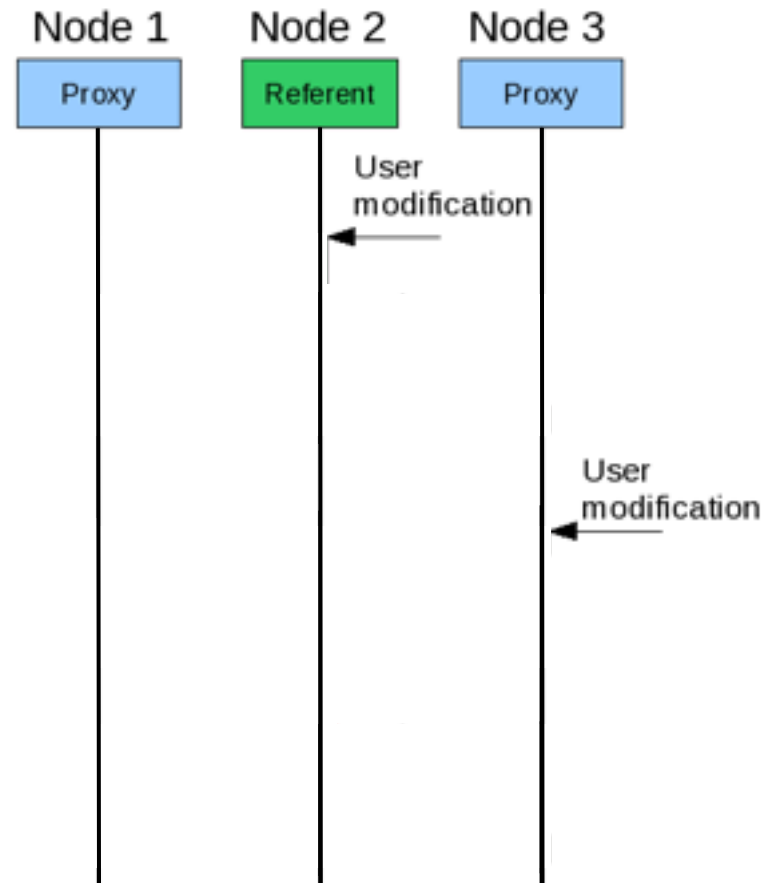 Node 1 Node 2 Node 3
Proxy Referent Proxy
User
modification
User
modification